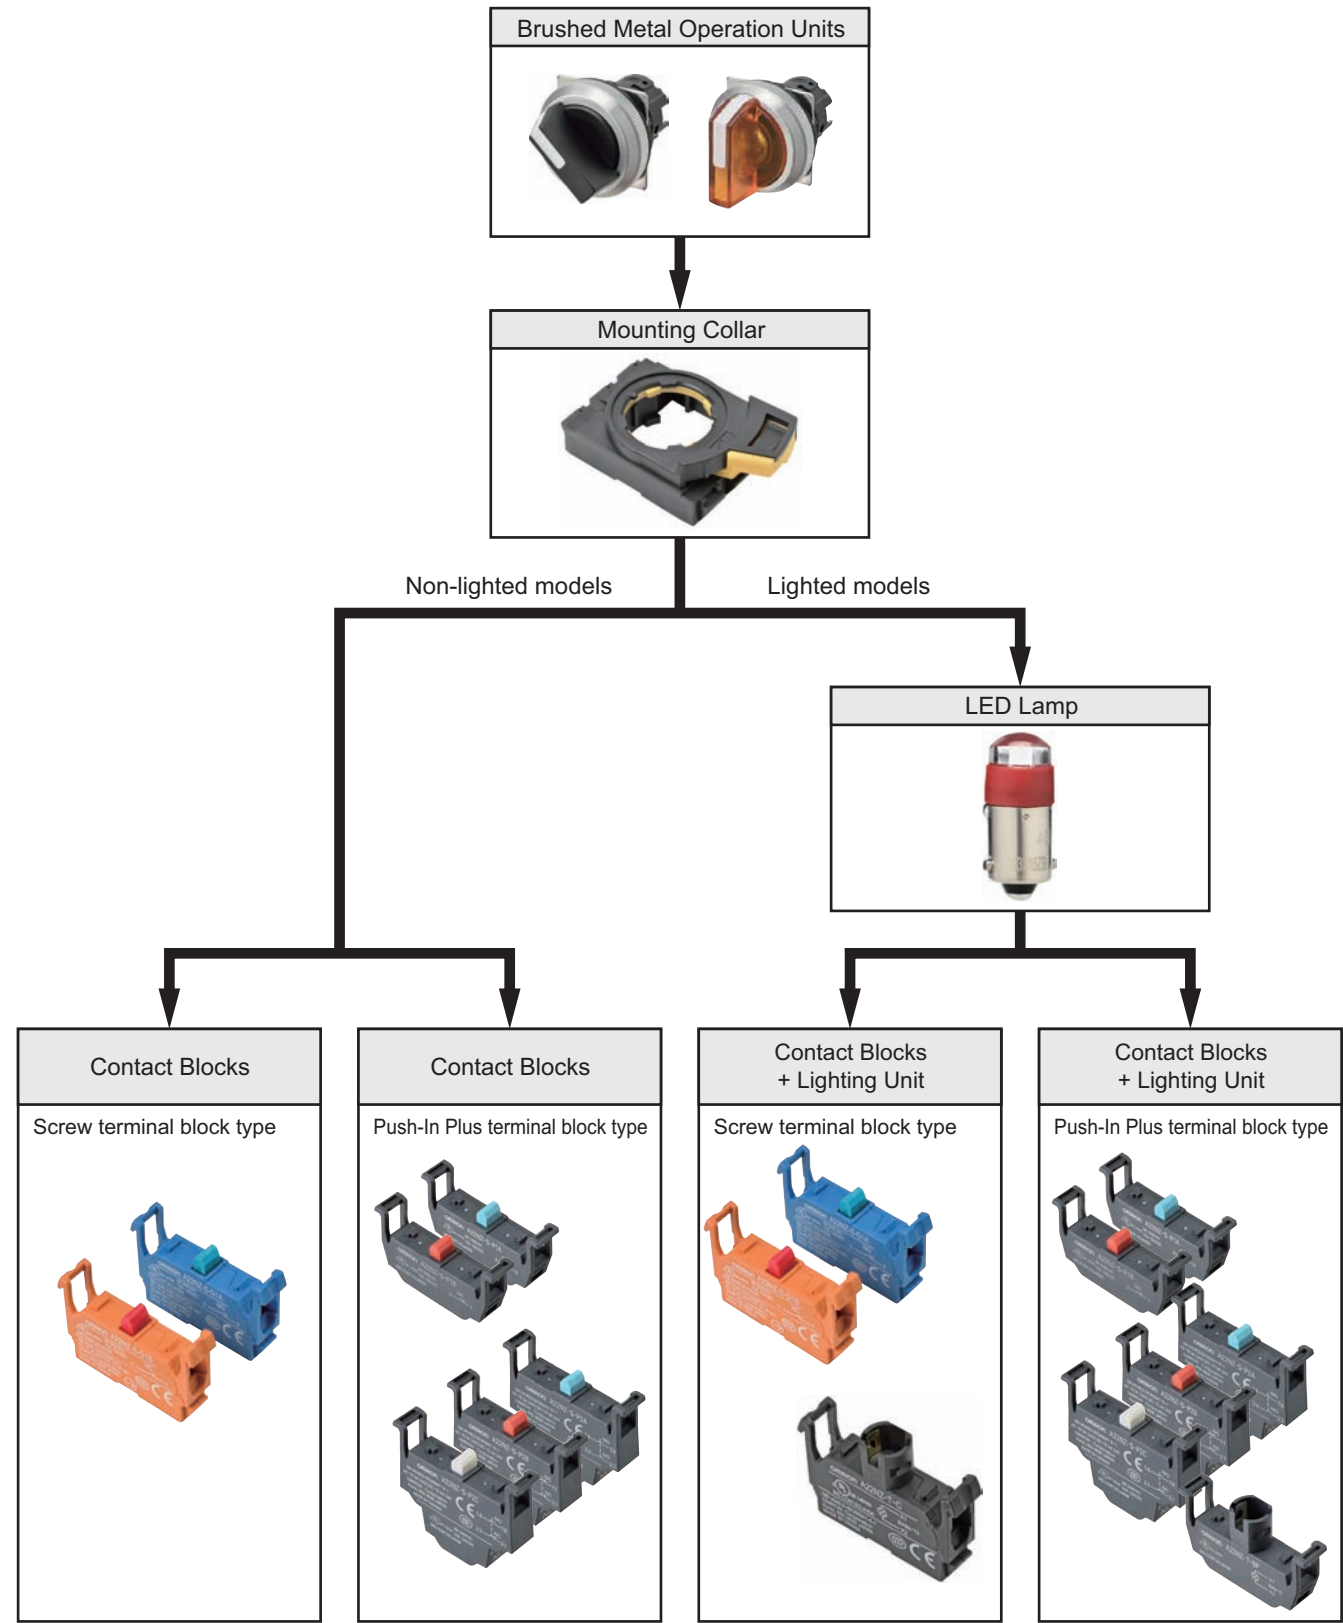 Brushed Metal Operation Units
Mounting Collar
Non-lighted models
Lighted models
LED Lamp
Contact Blocks
Screw terminal block type
Contact Blocks
Push-In Plus terminal block type
Contact Blocks
+ Lighting Unit
Screw terminal block type
Contact Blocks
+ Lighting Unit
Push-In Plus terminal block type